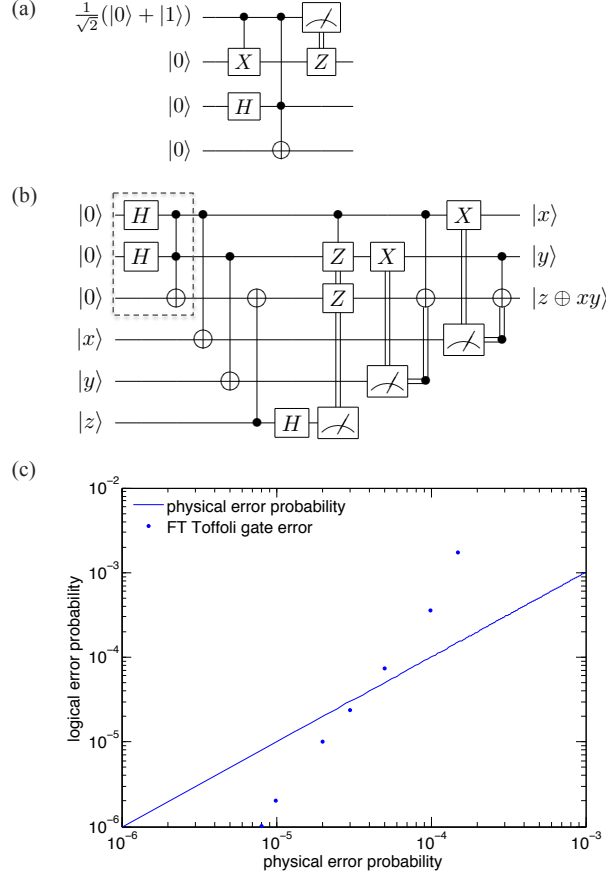 (a)
1/√2(|0⟩ + |1⟩)
|0⟩ X Z
|0⟩ H
|0⟩
(b)
|0⟩ H X |x⟩
|0⟩ H Z X |y⟩
|0⟩ Z |z ⊕ xy⟩
|x⟩
|y⟩
|z⟩ H
(c)
10⁻²
physical error probability
FT Toffoli gate error
10⁻³
10⁻⁴
10⁻⁵
10⁻⁶
logical error probability
10⁻⁶ 10⁻⁵ 10⁻⁴ 10⁻³
physical error probability